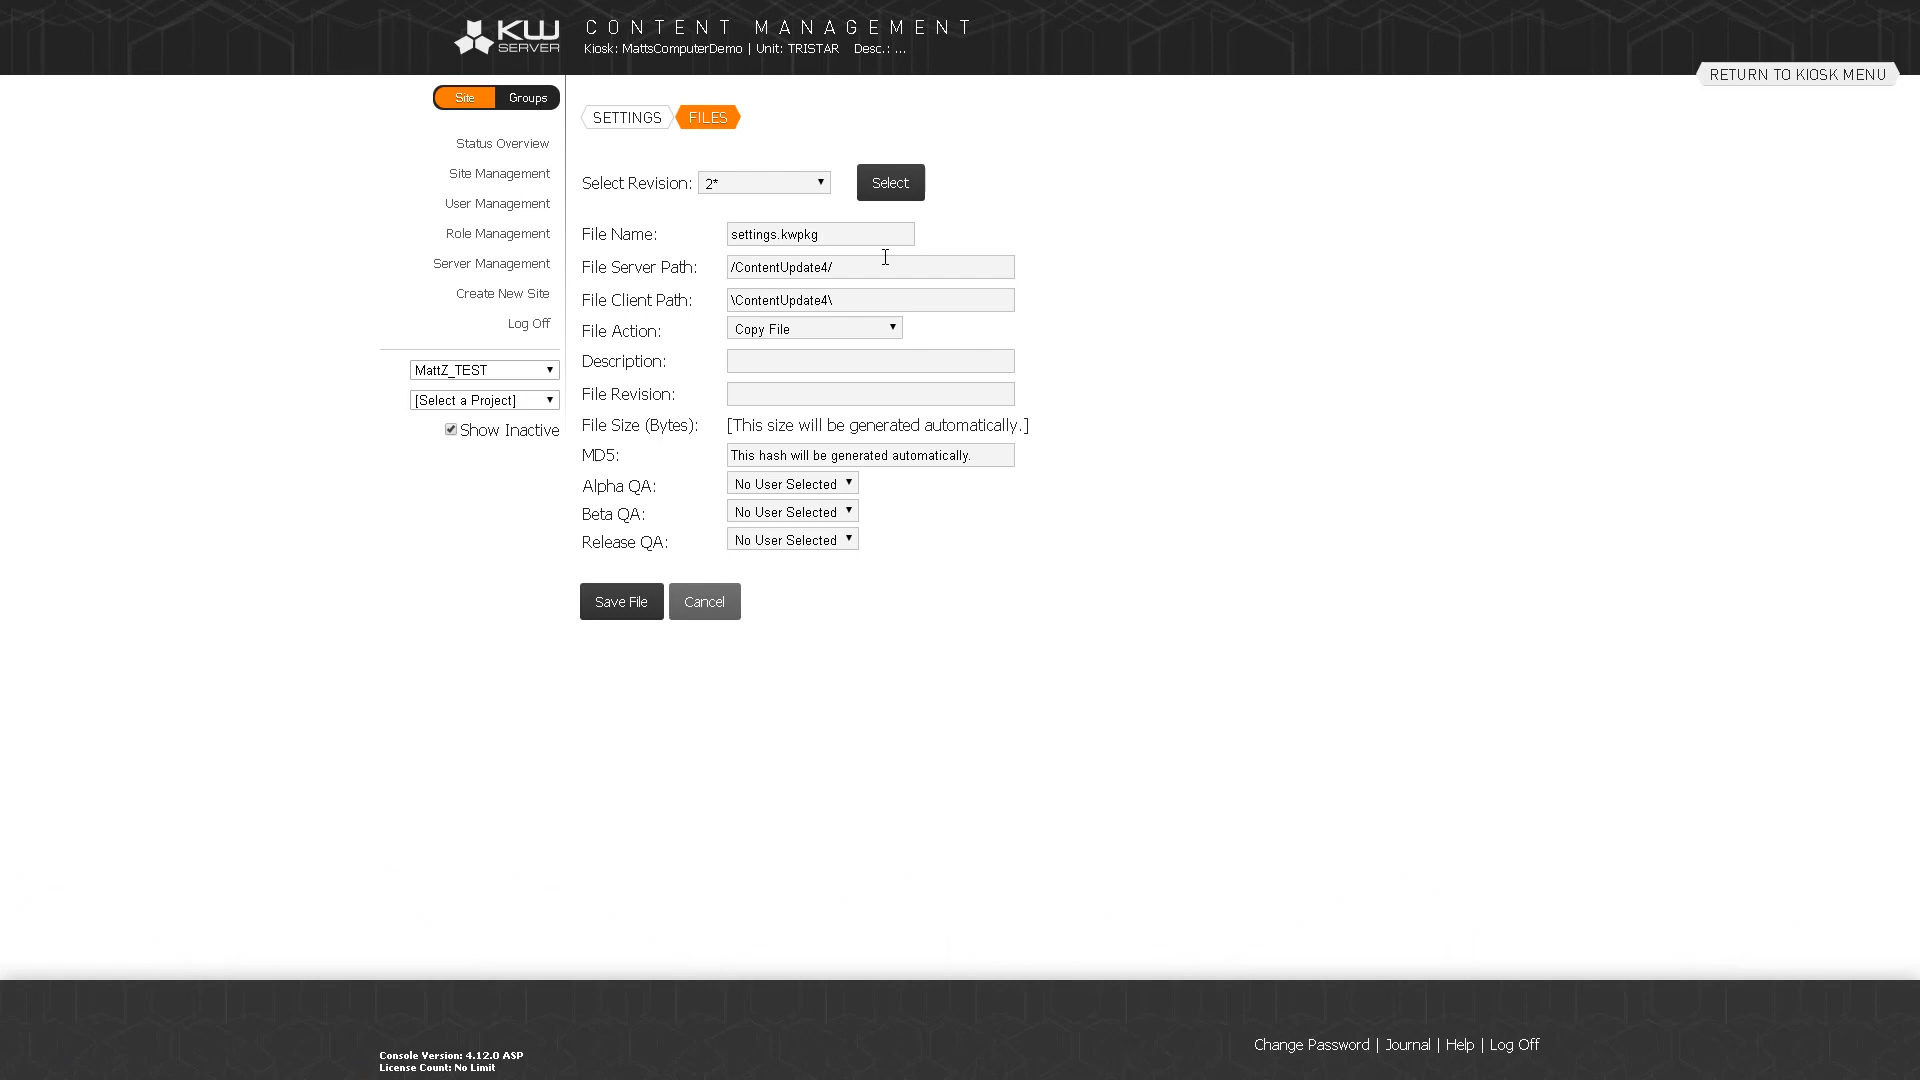 KW SERVER
CONTENT MANAGEMENT
Kiosk: MattsComputerDemo | Unit: TRISTAR Desc.: ...
RETURN TO KIOSK MENU
Site Groups
Status Overview
Site Management
User Management
Role Management
Server Management
Create New Site
Log Off
MattZ_TEST
[Select a Project]
Show Inactive
SETTINGS FILES
Select Revision: 2* Select
File Name: settings.kwpkg
File Server Path: /ContentUpdate4/
File Client Path: \ContentUpdate4\
File Action: Copy File
Description:
File Revision:
File Size (Bytes): [This size will be generated automatically.]
MD5: This hash will be generated automatically.
Alpha QA: No User Selected
Beta QA: No User Selected
Release QA: No User Selected
Save File Cancel
Change Password | Journal | Help | Log Off
Console Version: 4.12.0 ASP
License Count: No Limit